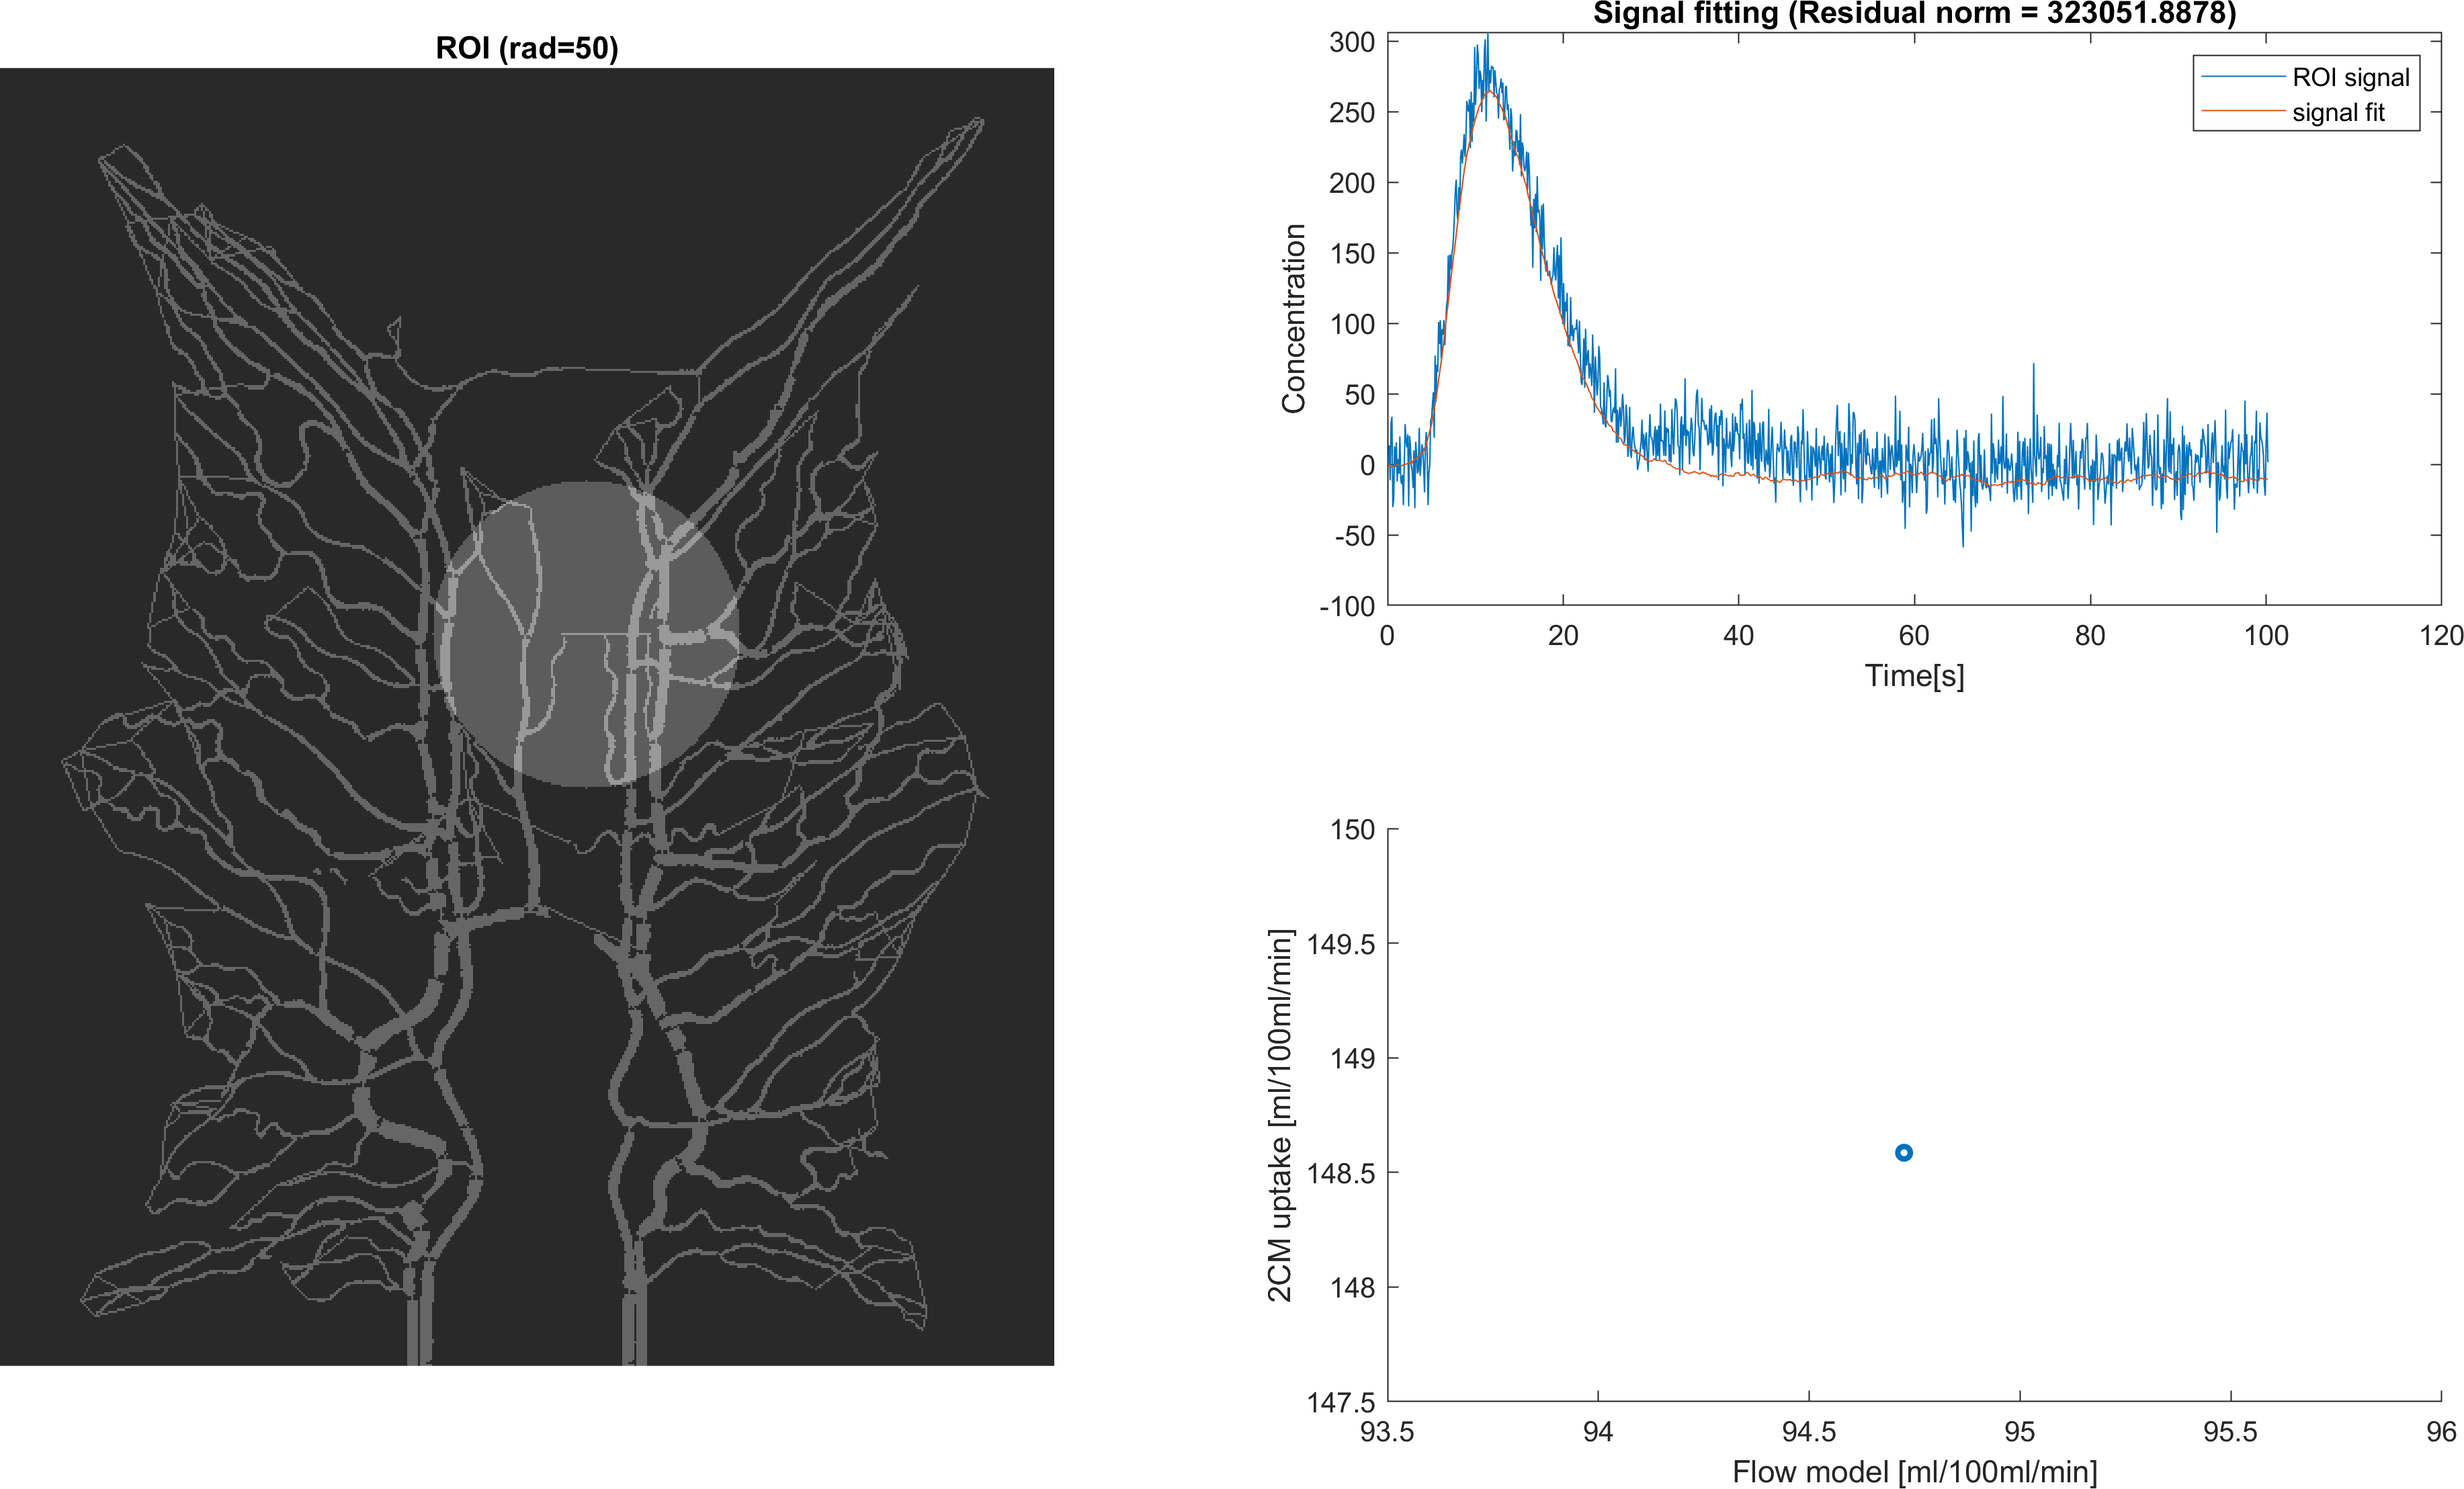 ROI (rad=50)
Signal fitting (Residual norm = 323051.8878)
300
250
200
150
100
50
0
-50
-100
Concentration
ROI signal
signal fit
0 20 40 60 80 100 120
Time[s]
150
149.5
149
148.5
148
147.5
2CM uptake [ml/100ml/min]
93.5 94 94.5 95 95.5 96
Flow model [ml/100ml/min]